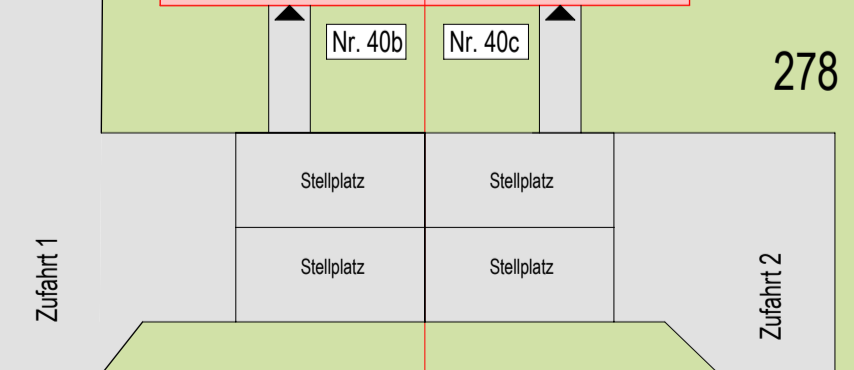 Nr. 40b
Nr. 40c
278
Stellplatz
Stellplatz
Stellplatz
Stellplatz
Zufahrt 1
Zufahrt 2